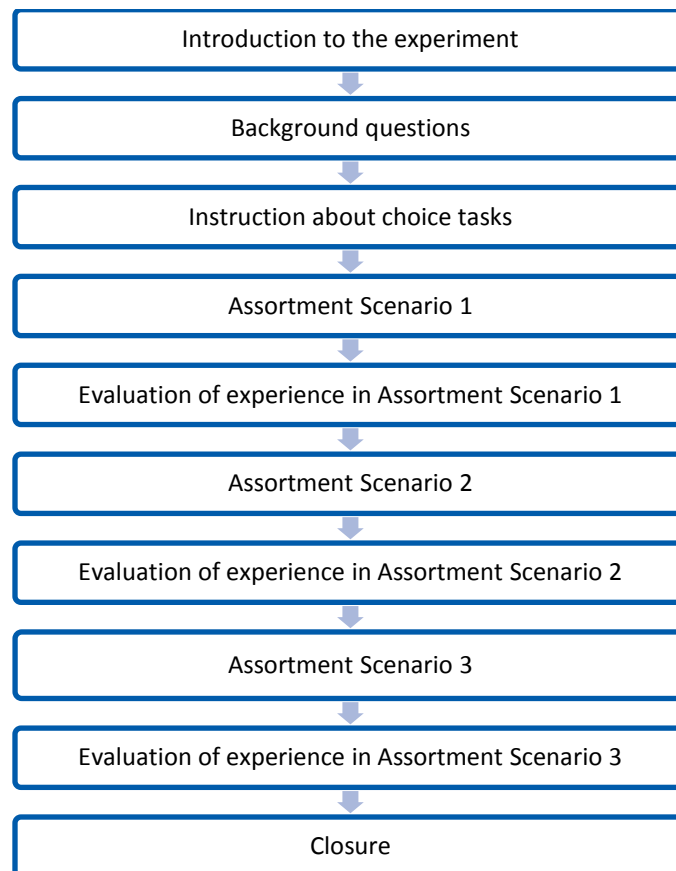 Introduction to the experiment
Background questions
Instruction about choice tasks
Assortment Scenario 1
Evaluation of experience in Assortment Scenario 1
Assortment Scenario 2
Evaluation of experience in Assortment Scenario 2
Assortment Scenario 3
Evaluation of experience in Assortment Scenario 3
Closure